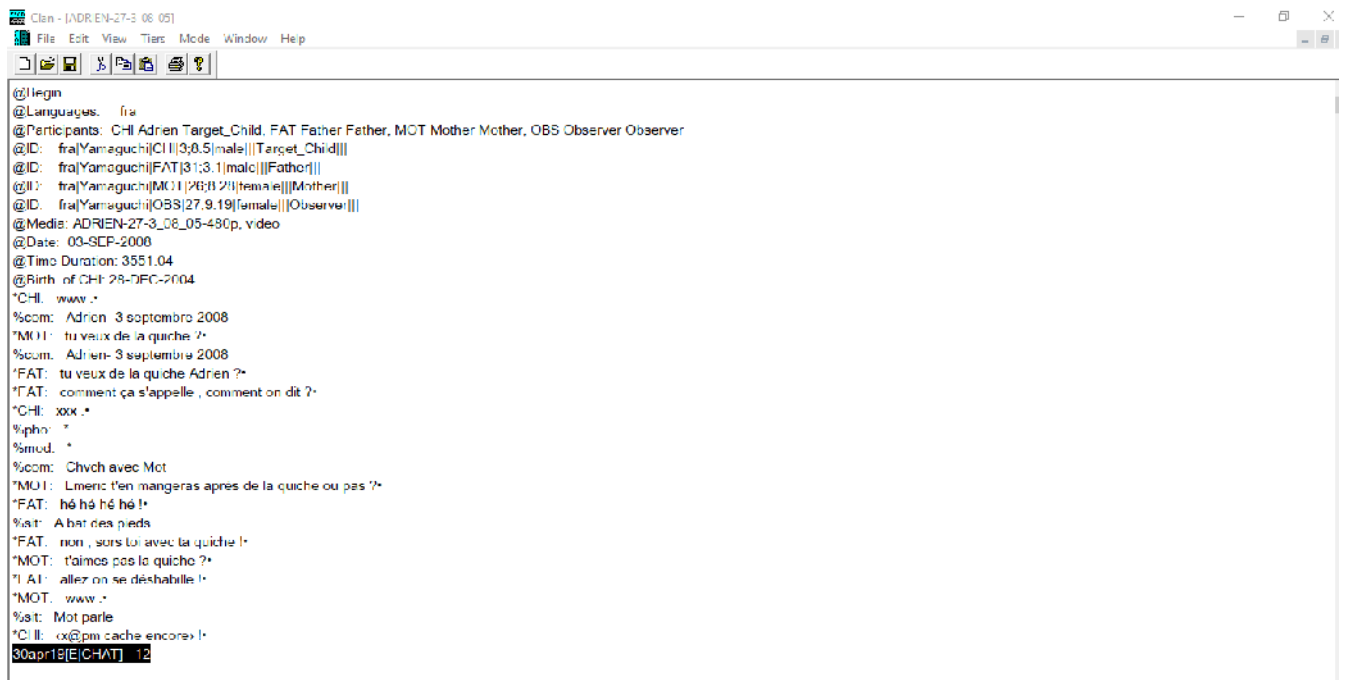 Clan - [ADRIEN-27-3_08_05]
File Edit View Tiers Mode Window Help
@Begin
@Languages: fra
@Participants: CHI Adrien Target_Child, FAT Father Father, MOT Mother Mother, OBS Observer Observer
@ID: fra|Yamaguchi|CHI|3;8.5|male|||Target_Child|||
@ID: fra|Yamaguchi|FAT|31;3.1|male|||Father|||
@ID: fra|Yamaguchi|MOT|26;8.28|female|||Mother|||
@ID: fra|Yamaguchi|OBS|27;9.19|female|||Observer|||
@Media: ADRIEN-27-3_08_05-480p, video
@Date: 03-SEP-2008
@Time Duration: 3551.04
@Birth of CHI: 28-DEC-2004
*CHI: www .•
%com: Adrien- 3 septembre 2008
*MOT: tu veux de la quiche ?•
%com: Adrien- 3 septembre 2008
*FAT: tu veux de la quiche Adrien ?•
*FAT: comment ça s'appelle , comment on dit ?•
*CHI: xxx .•
%pho: *
%mod: *
%com: Chvch avec Mot
*MOT: Emeric t'en mangeras après de la quiche ou pas ?•
*FAT: hé hé hé hé !•
%sit: A bat des pieds
*FAT: non , sors toi avec ta quiche !•
*MOT: t'aimes pas la quiche ?•
*FAT: allez on se déshabille !•
*MOT: www .•
%sit: Mot parle
*CHI: <x@pm cache encore> !•
30apr19[E|CHAT] 12